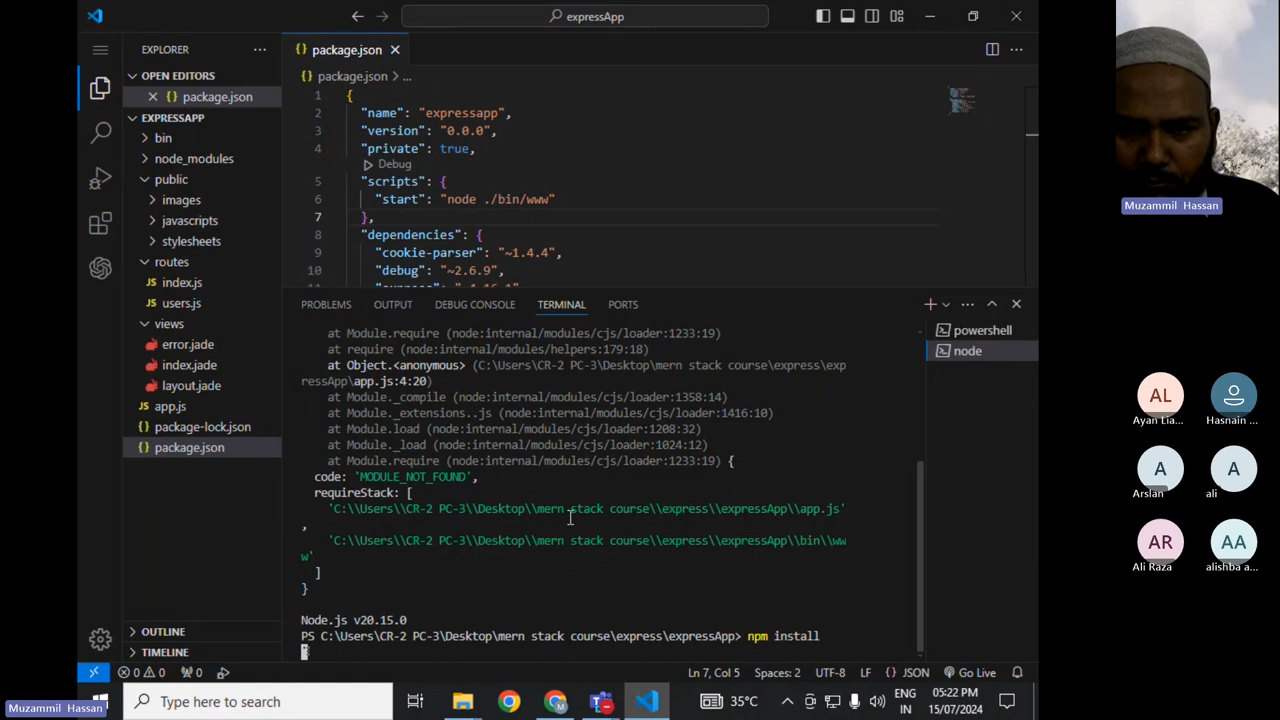 expressApp
EXPLORER
OPEN EDITORS
package.json
EXPRESSAPP
bin
node_modules
public
images
javascripts
stylesheets
routes
JS index.js
JS users.js
views
error.jade
index.jade
layout.jade
JS app.js
{} package-lock.json
{} package.json
OUTLINE
TIMELINE
{} package.json
{} package.json > ...
1 {
2 "name": "expressapp",
3 "version": "0.0.0",
4 "private": true,
Debug
5 "scripts": {
6 "start": "node ./bin/www"
7 },
8 "dependencies": {
9 "cookie-parser": "~1.4.4",
10 "debug": "~2.6.9",
PROBLEMS OUTPUT DEBUG CONSOLE TERMINAL PORTS
at Module.require (node:internal/modules/cjs/loader:1233:19)
at require (node:internal/modules/helpers:179:18)
at Object.<anonymous> (C:\Users\CR-2 PC-3\Desktop\mern stack course\express\exp
ressApp\app.js:4:20)
at Module._compile (node:internal/modules/cjs/loader:1358:14)
at Module._extensions..js (node:internal/modules/cjs/loader:1416:10)
at Module.load (node:internal/modules/cjs/loader:1208:32)
at Module._load (node:internal/modules/cjs/loader:1024:12)
at Module.require (node:internal/modules/cjs/loader:1233:19) {
code: 'MODULE_NOT_FOUND',
requireStack: [
'C:\\Users\\CR-2 PC-3\\Desktop\\mern stack course\\express\\expressApp\\app.js'
,
'C:\\Users\\CR-2 PC-3\\Desktop\\mern stack course\\express\\expressApp\\bin\\ww
w'
]
}
Node.js v20.15.0
PS C:\Users\CR-2 PC-3\Desktop\mern stack course\express\expressApp> npm install
powershell
node
0 0 0 Ln 7, Col 5 Spaces: 2 UTF-8 LF {} JSON Go Live
Type here to search
35°C
ENG
IN
05:22 PM
15/07/2024
Muzammil Hassan
Muzammil Hassan
AL
Ayan Lia...
Hasnain ...
A
Arslan
A
ali
AR
Ali Raza
AA
alishba a...